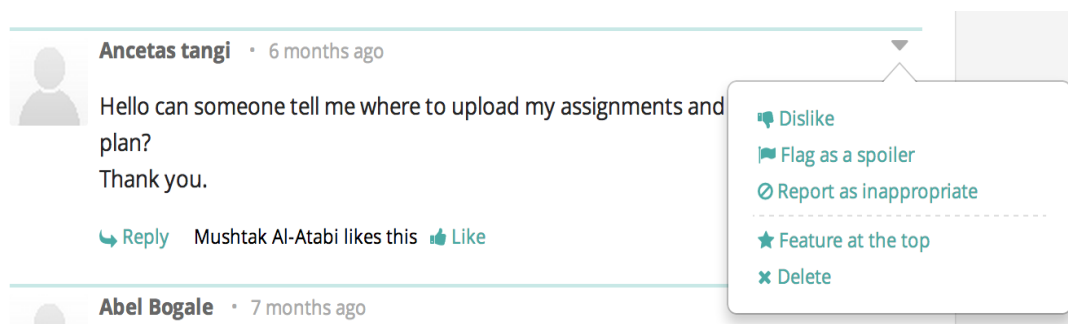 Ancetas tangi • 6 months ago
Hello can someone tell me where to upload my assignments and
plan?
Thank you.
Reply Mushtak Al-Atabi likes this Like
Dislike
Flag as a spoiler
Report as inappropriate
Feature at the top
Delete
Abel Bogale • 7 months ago